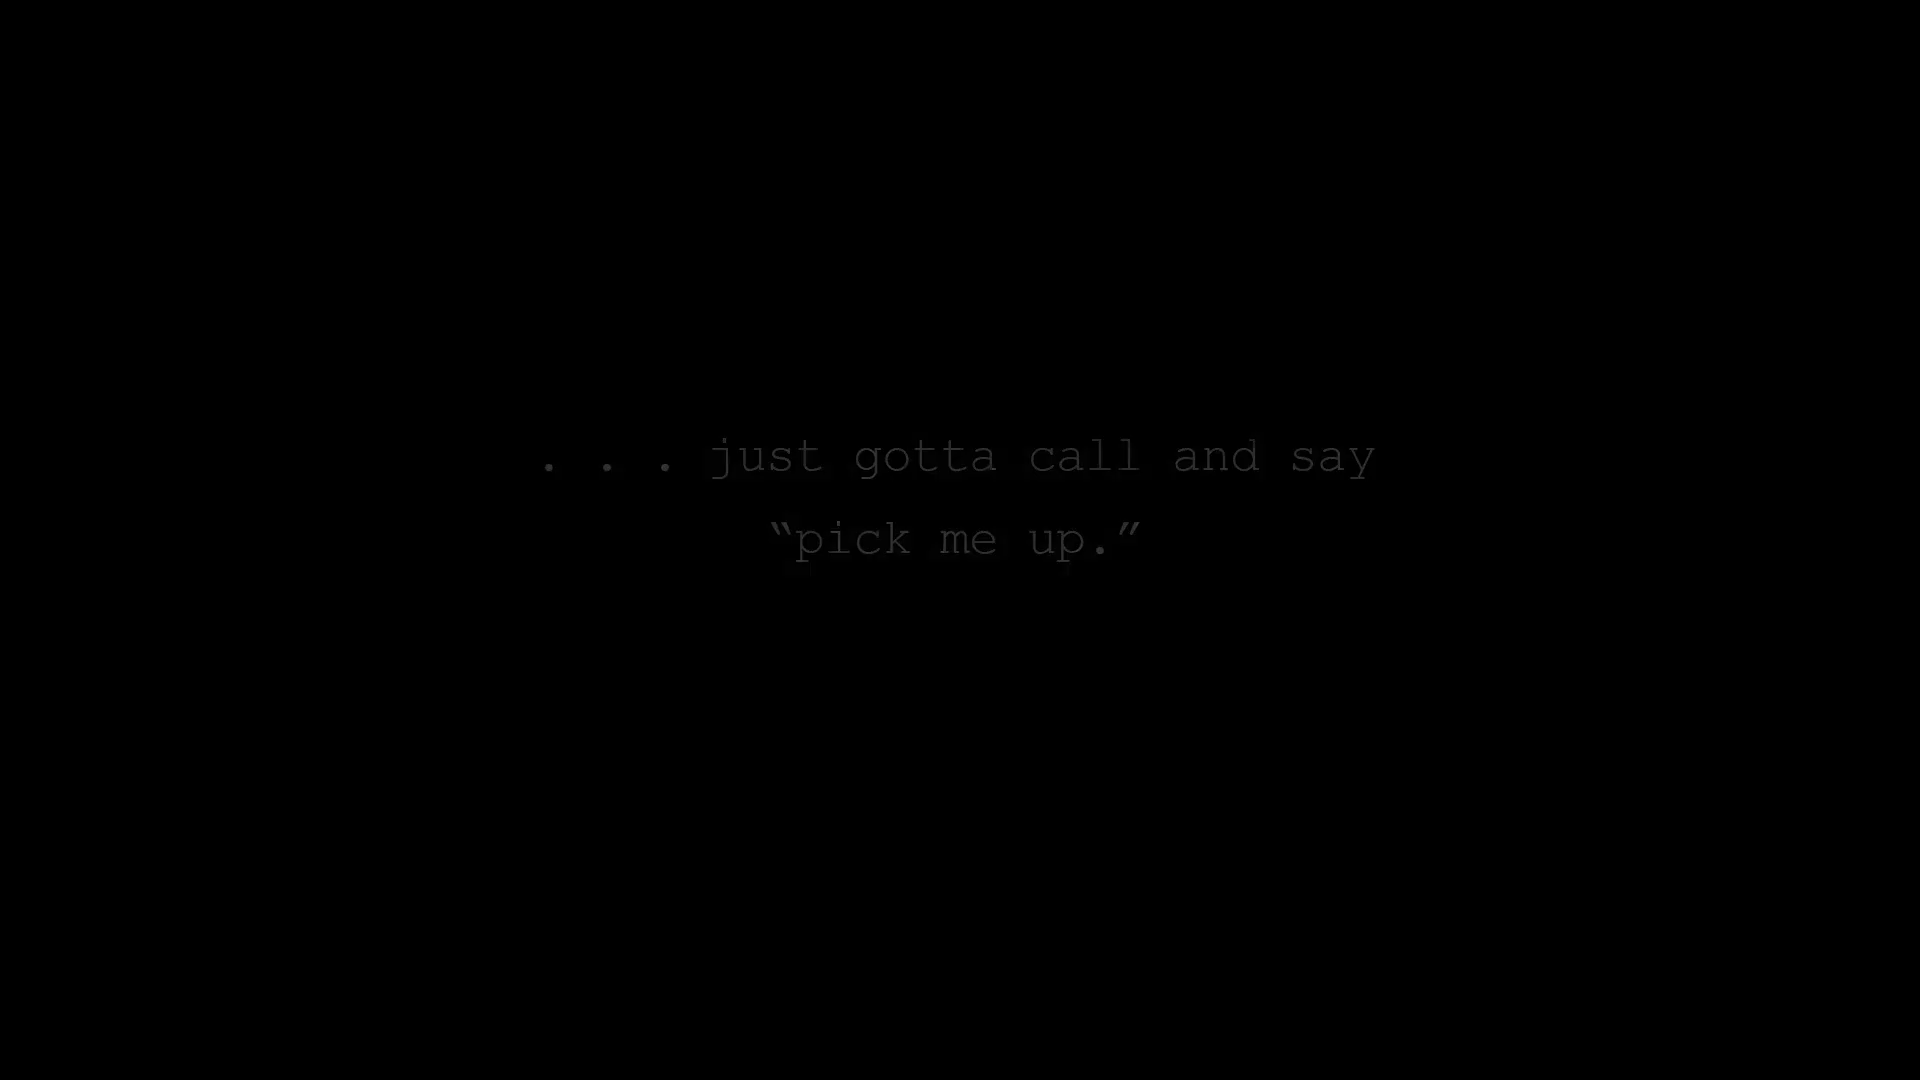 . . . just gotta call and say
“pick me up.”